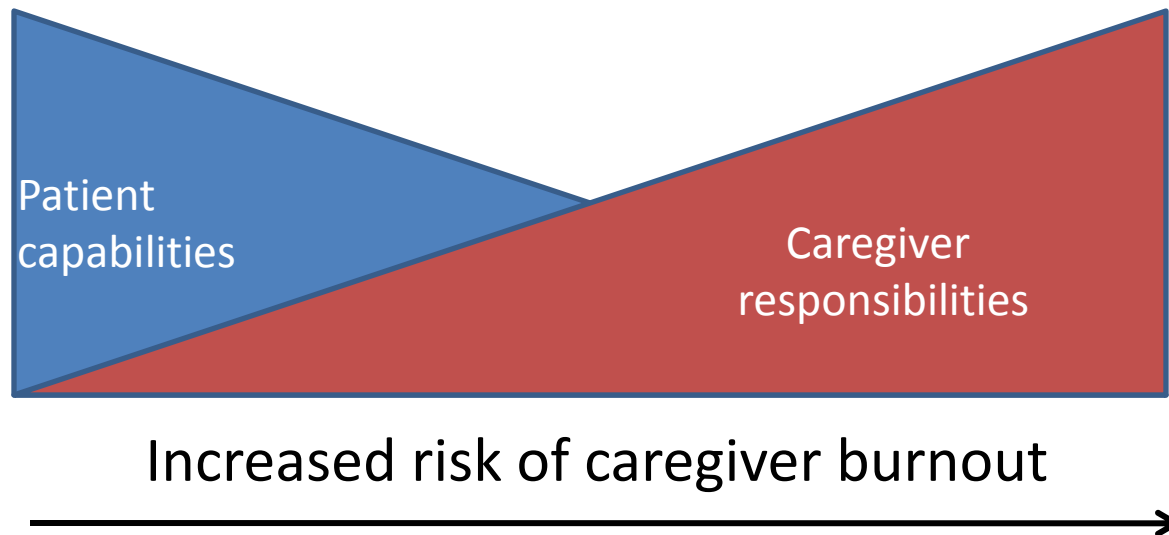 Patient
capabilities
Caregiver
responsibilities
Increased risk of caregiver burnout